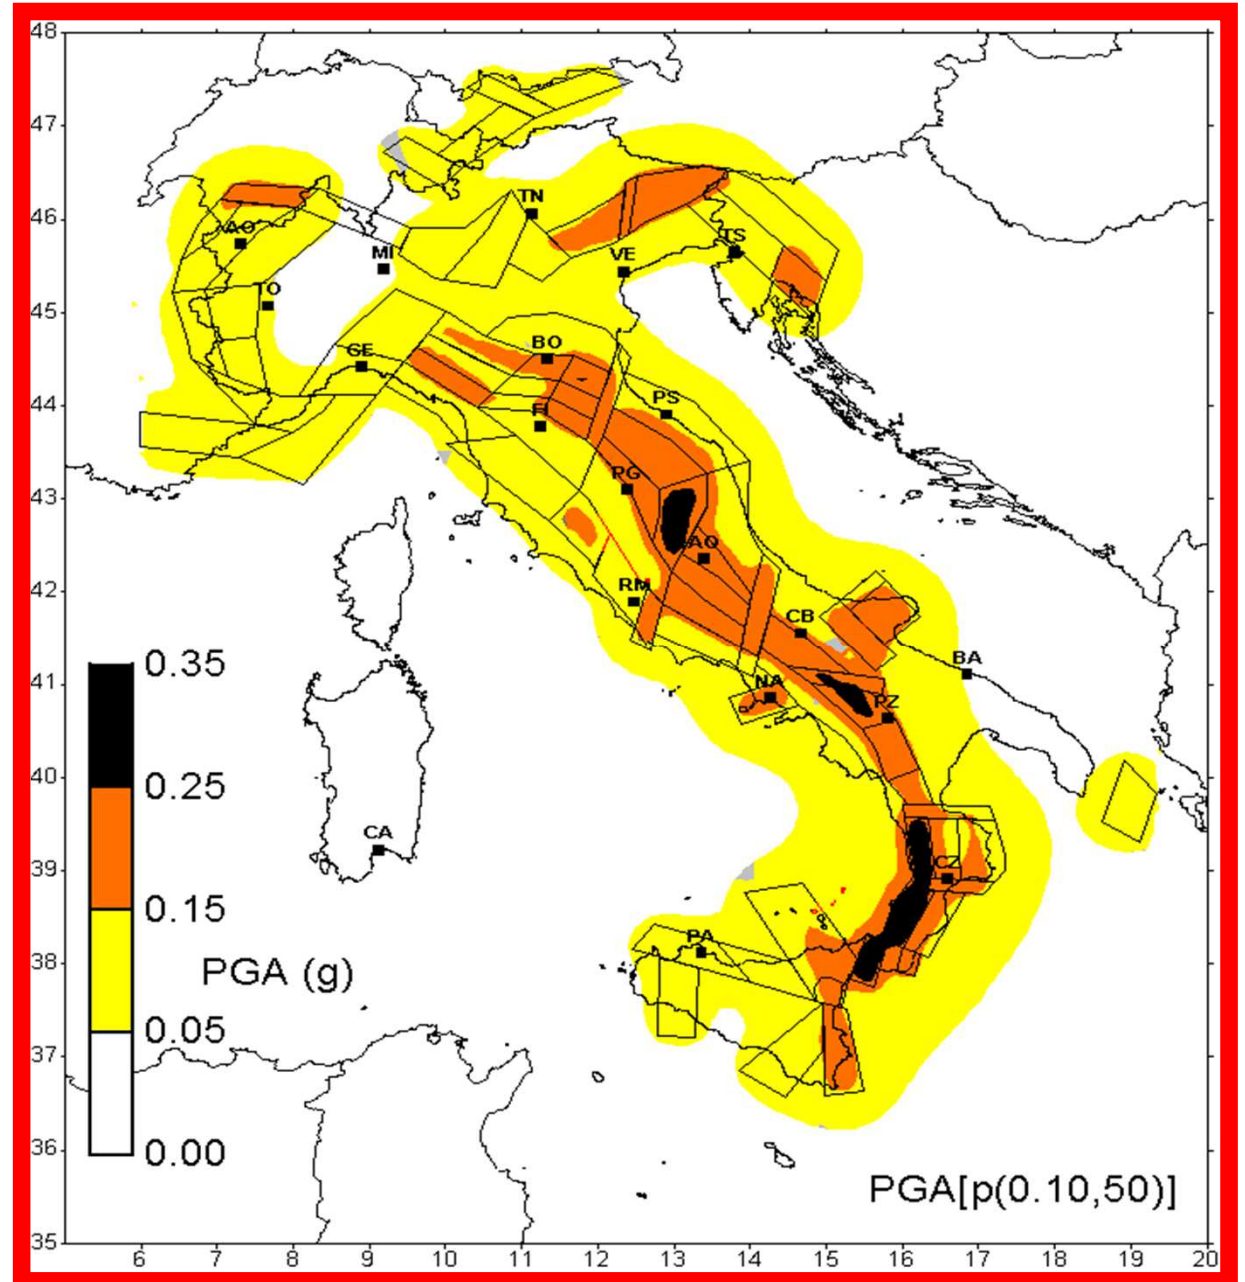 48
47
46
45
44
43
42
41
40
39
38
37
36
35
TN
AO
MI
VE
TS
TO
GE
BO
FI
PS
PG
AQ
RM
CB
BA
NA
PZ
CA
CZ
PA
0.35
0.25
0.15
PGA (g)
0.05
0.00
PGA[p(0.10,50)]
6 7 8 9 10 11 12 13 14 15 16 17 18 19 20